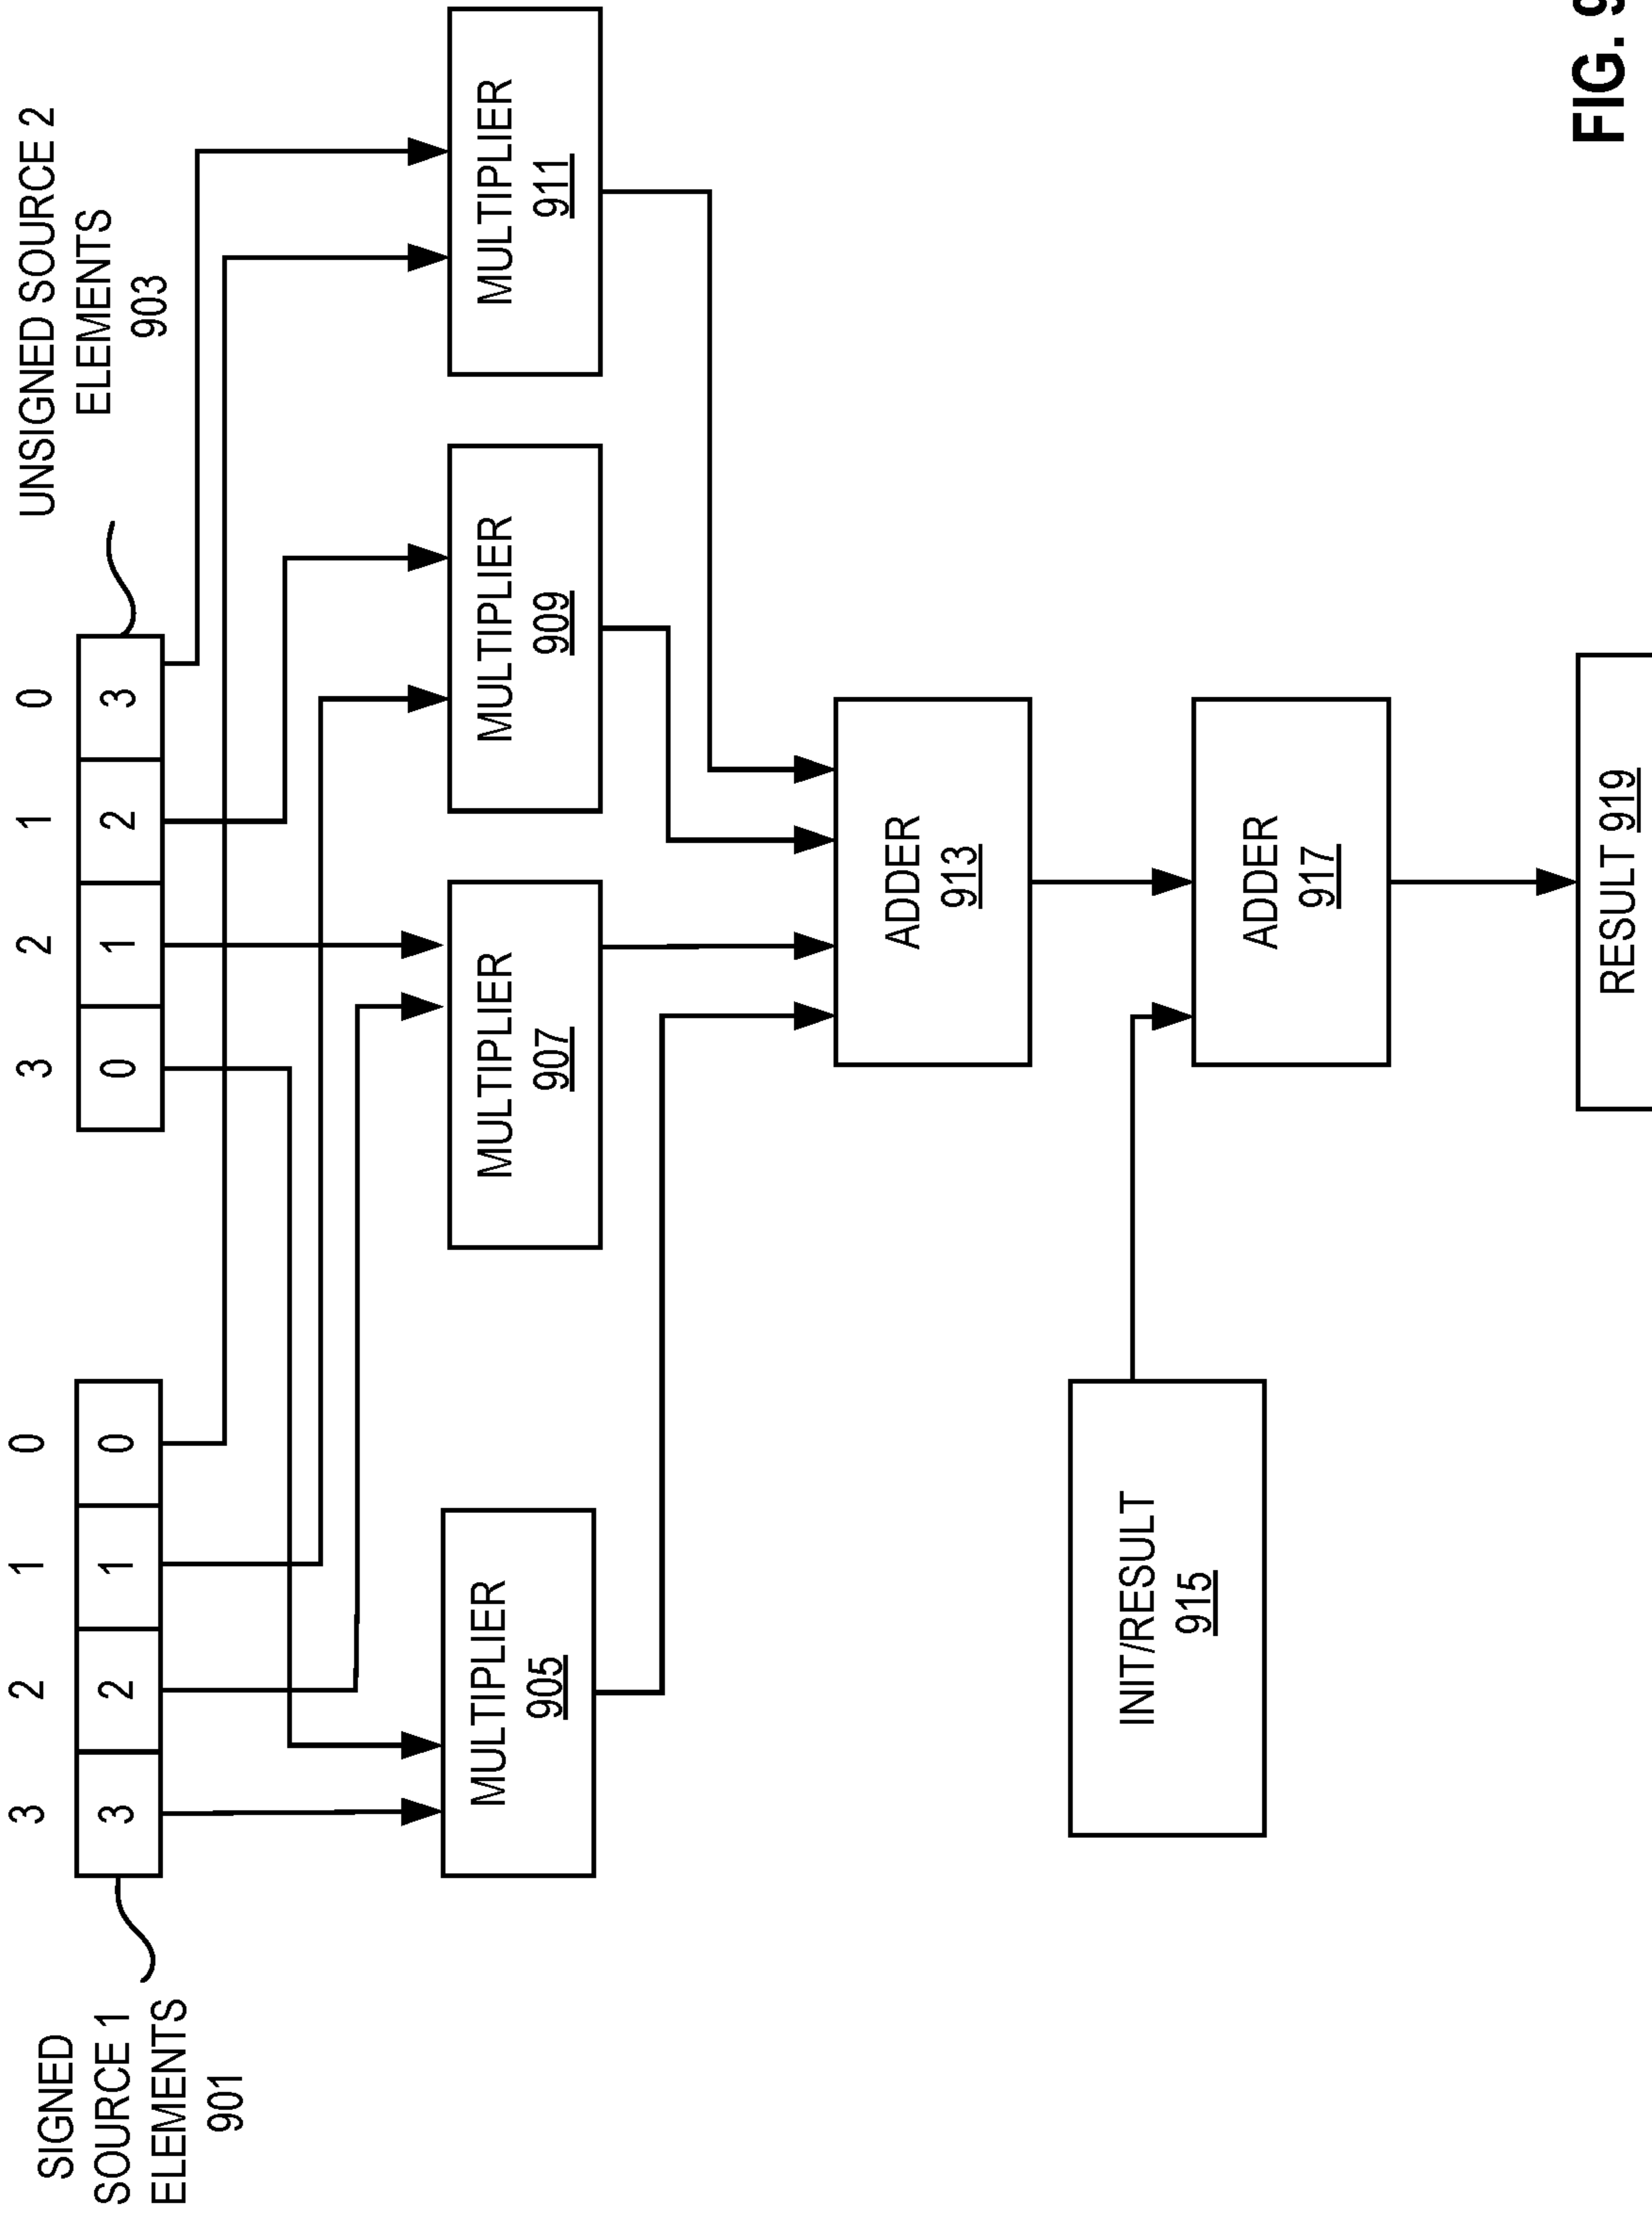 UNSIGNED SOURCE 2
ELEMENTS
903
SIGNED
SOURCE 1
ELEMENTS
901
3 2 1 0
3 2 1 0
3 2 1 0
0 1 2 3
MULTIPLIER
905
MULTIPLIER
907
MULTIPLIER
909
MULTIPLIER
911
ADDER
913
INIT/RESULT
915
ADDER
917
RESULT 919
FIG. 9